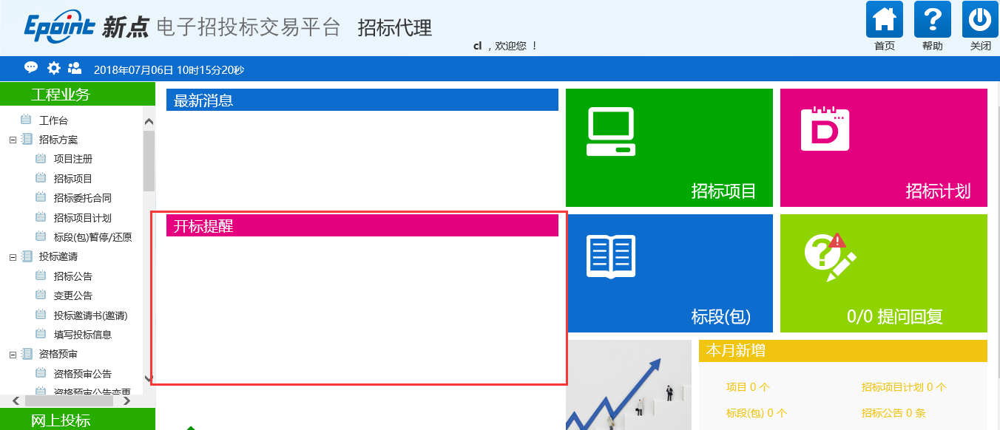 Epoint 新点 电子招投标交易平台 招标代理
cl ，欢迎您 ！
首页
帮助
关闭
2018年07月06日 10时15分20秒
工程业务
工作台
招标方案
项目注册
招标项目
招标委托合同
招标项目计划
标段(包)暂停/还原
投标邀请
招标公告
变更公告
投标邀请书(邀请)
填写投标信息
资格预审
资格预审公告
资格预审公告变更
网上投标
最新消息
开标提醒
招标项目
D
招标计划
标段(包)
0/0 提问回复
本月新增
项目 0 个
招标项目计划 0 个
标段(包) 0 个
招标公告 0 条